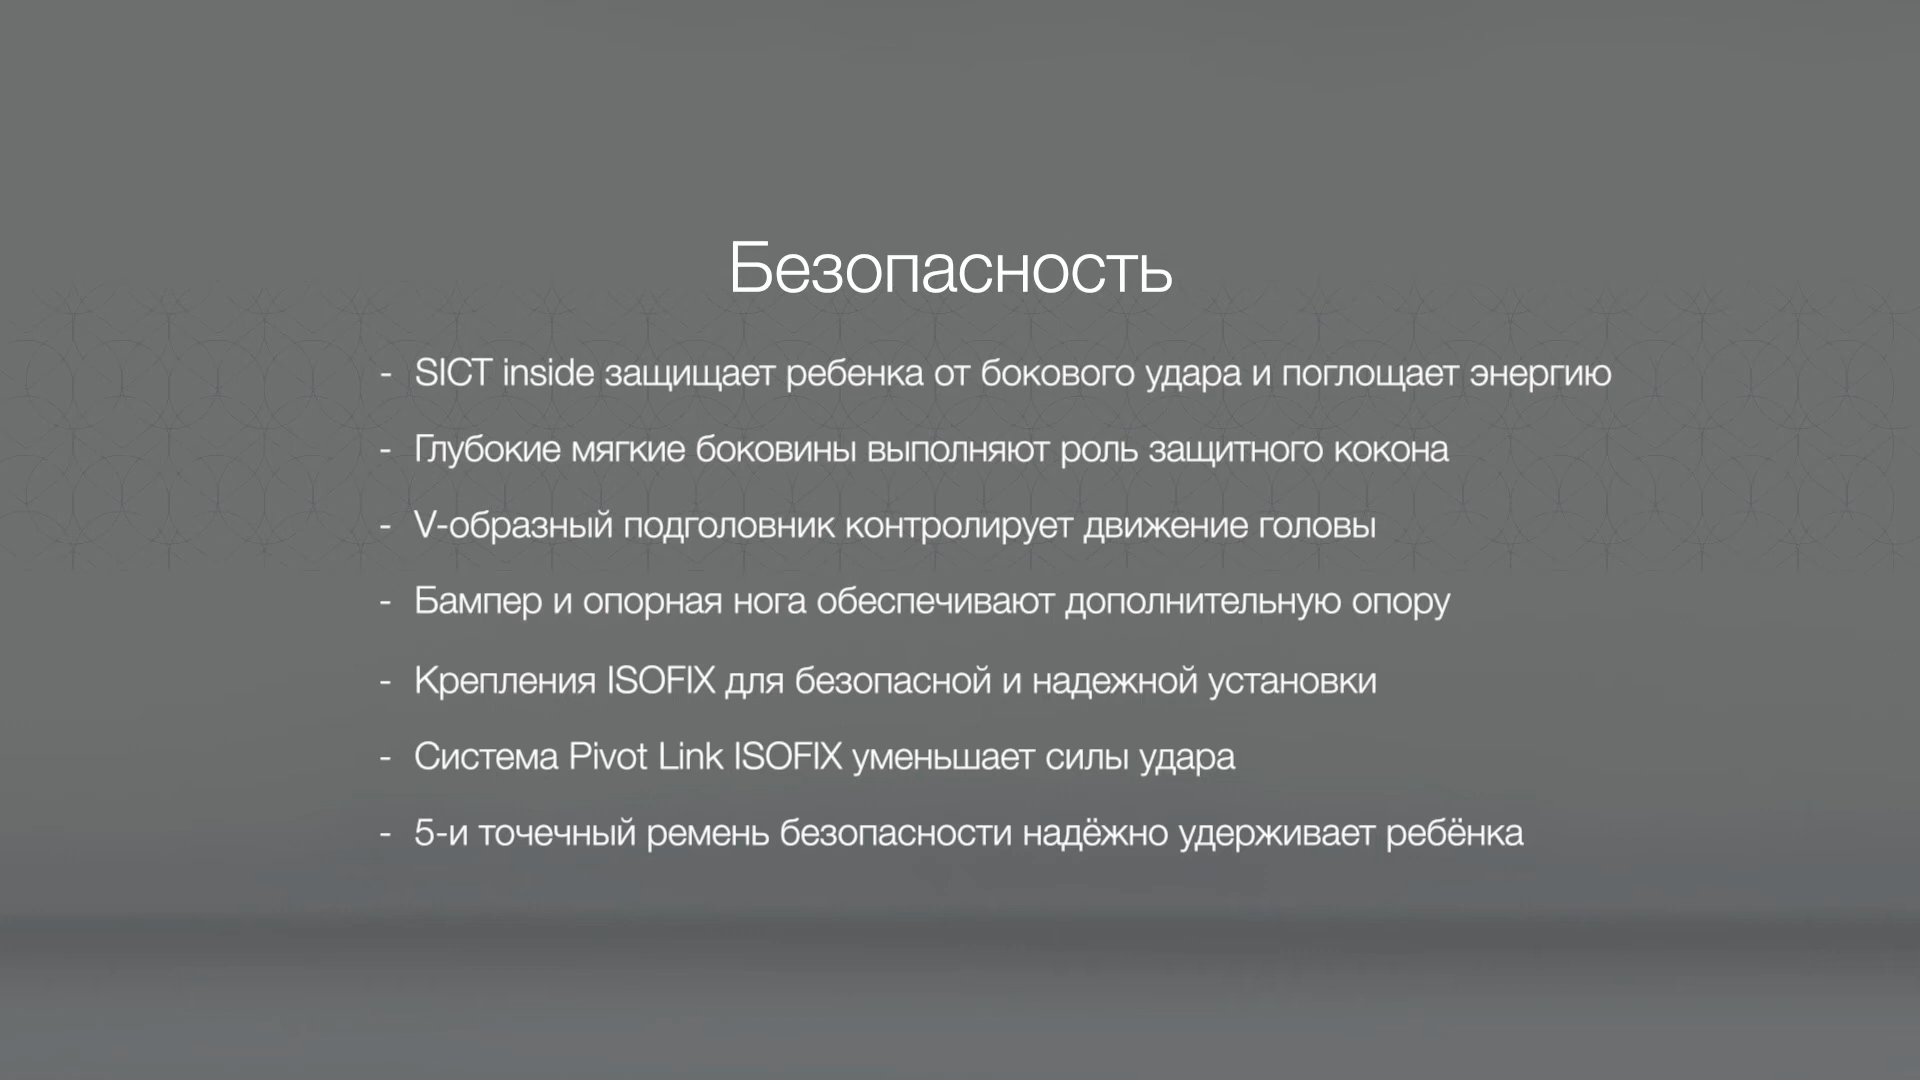 Безопасность
- SICT inside защищает ребенка от бокового удара и поглощает энергию
- Глубокие мягкие боковины выполняют роль защитного кокона
- V-образный подголовник контролирует движение головы
- Бампер и опорная нога обеспечивают дополнительную опору
- Крепления ISOFIX для безопасной и надежной установки
- Система Pivot Link ISOFIX уменьшает силы удара
- 5-и точечный ремень безопасности надёжно удерживает ребёнка